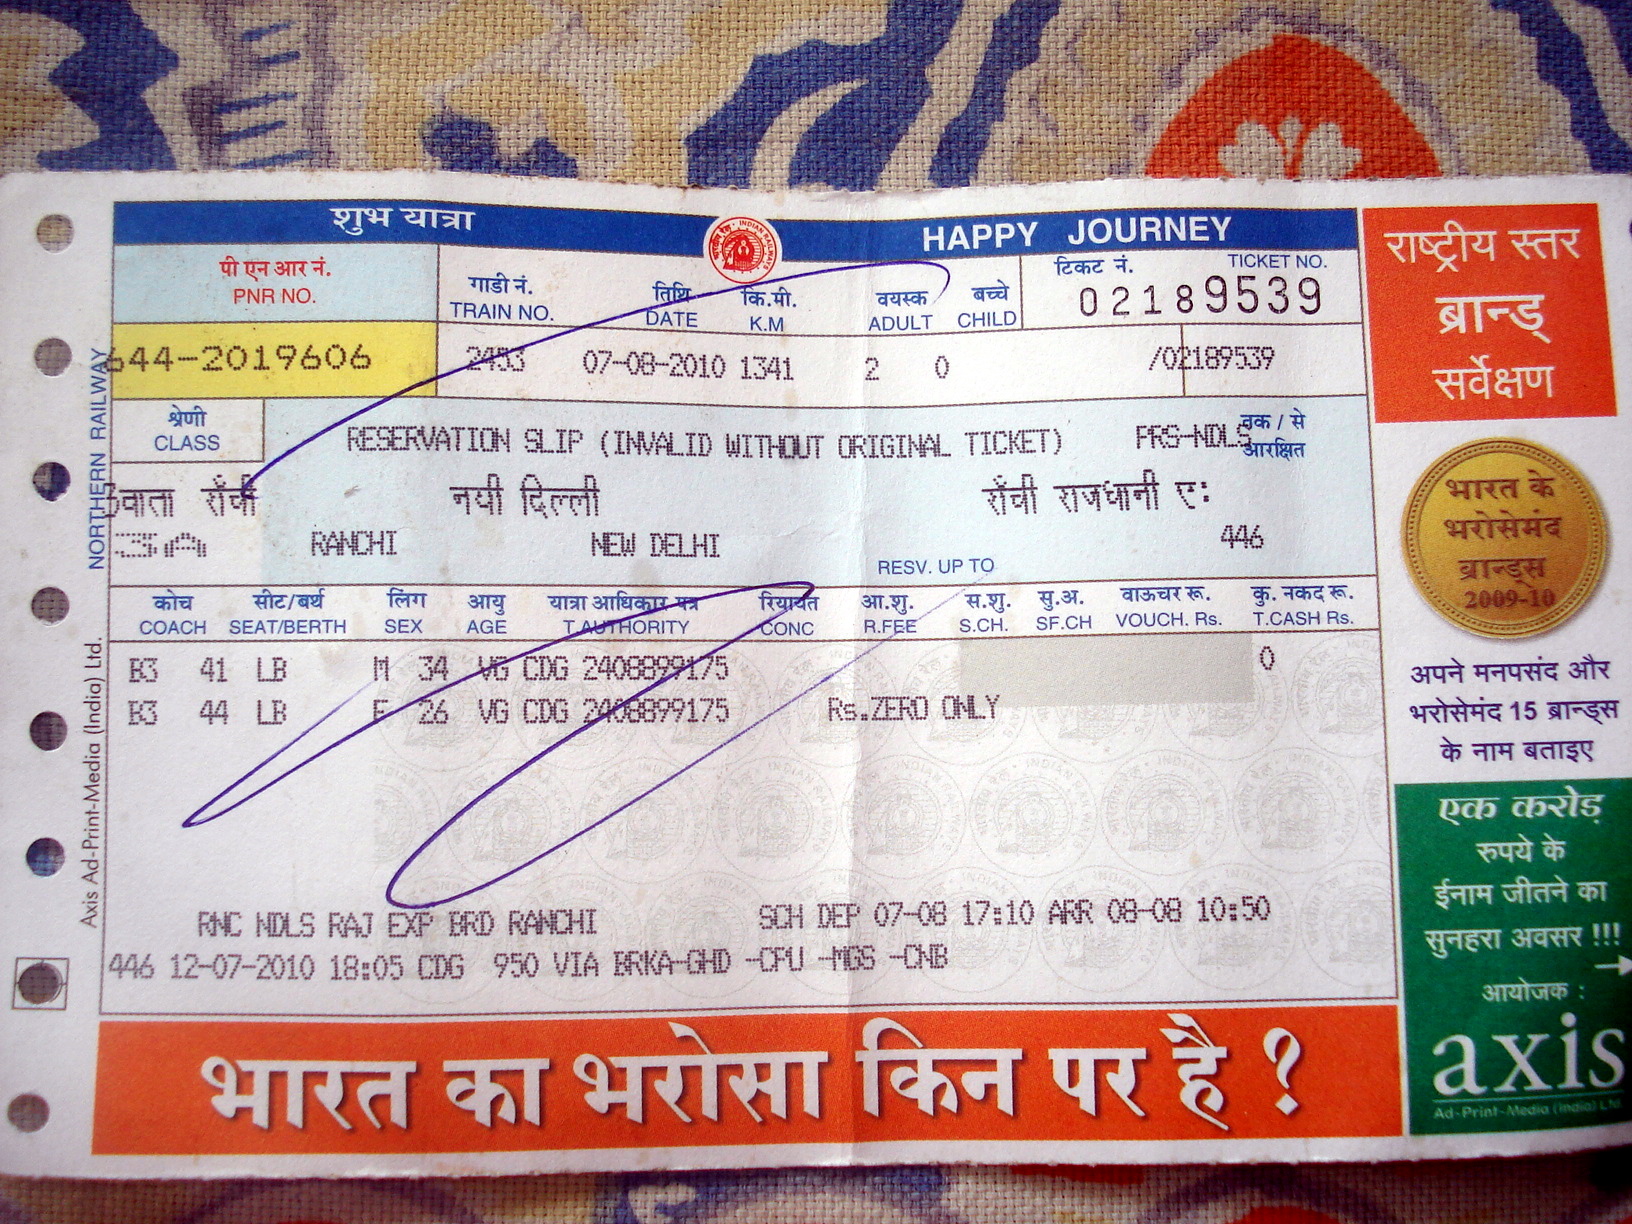 शुभ यात्रा HAPPY JOURNEY
पी एन आर नं. गाडी नं. तिथि कि.मी. वयस्क बच्चे टिकट नं. TICKET NO.
PNR NO. TRAIN NO. DATE K.M ADULT CHILD 02189539
644-2019606 2453 07-08-2010 1341 2 0 /02189539
श्रेणी
CLASS RESERVATION SLIP (INVALID WITHOUT ORIGINAL TICKET) PRS-NDLS तक / से
आरक्षित
राँची नयी दिल्ली राँची राजधानी ए:
3A RANCHI NEW DELHI 446
RESV. UP TO
कोच सीट/बर्थ लिंग आयु यात्रा आधिकार पत्र रियायत आ.शु. स.शु. सु.अ. वाऊचर रू. कु. नकद रू.
COACH SEAT/BERTH SEX AGE T.AUTHORITY CONC R.FEE S.CH. SF.CH VOUCH. Rs. T.CASH Rs.
B3 41 LB M 34 VG CDG 2408899175 0
B3 44 LB F 26 VG CDG 2408899175 Rs.ZERO ONLY
RNC NDLS RAJ EXP BRD RANCHI SCH DEP 07-08 17:10 ARR 08-08 10:50
446 12-07-2010 18:05 CDG 950 VIA BRKA-GHD -CPU -MGS -CNB
भारत का भरोसा किन पर है ?
NORTHERN RAILWAY
Axis Ad-Print-Media (India) Ltd.
राष्ट्रीय स्तर
ब्रान्ड्
सर्वेक्षण
भारत के
भरोसेमंद
ब्रान्ड्स
2009-10
अपने मनपसंद और
भरोसेमंद 15 ब्रान्ड्स
के नाम बताइए
एक करोड़
रुपये के
ईनाम जीतने का
सुनहरा अवसर !!!
आयोजक :
axis
Ad-Print-Media (India) Ltd